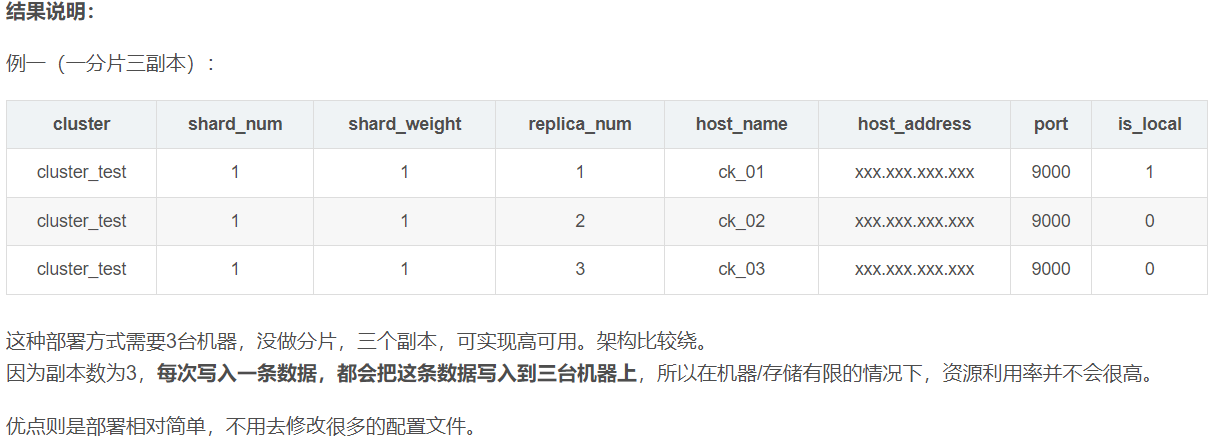 结果说明：
例一（一分片三副本）：
cluster shard_num shard_weight replica_num host_name host_address port is_local
cluster_test 1 1 1 ck_01 xxx.xxx.xxx.xxx 9000 1
cluster_test 1 1 2 ck_02 xxx.xxx.xxx.xxx 9000 0
cluster_test 1 1 3 ck_03 xxx.xxx.xxx.xxx 9000 0
这种部署方式需要3台机器，没做分片，三个副本，可实现高可用。架构比较绕。
因为副本数为3，每次写入一条数据，都会把这条数据写入到三台机器上，所以在机器/存储有限的情况下，资源利用率并不会很高。
优点则是部署相对简单，不用去修改很多的配置文件。